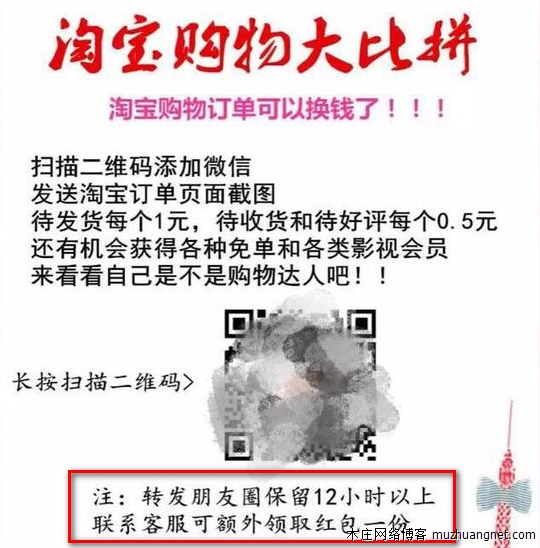 淘宝购物大比拼
淘宝购物订单可以换钱了！！！
扫描二维码添加微信
发送淘宝订单页面截图
待发货每个1元，待收货和待好评每个0.5元
还有机会获得各种免单和各类影视会员
来看看自己是不是购物达人吧！！
长按扫描二维码>
注：转发朋友圈保留12小时以上
联系客服可额外领取红包一份
木庄网络博客 muzhuangnet.com